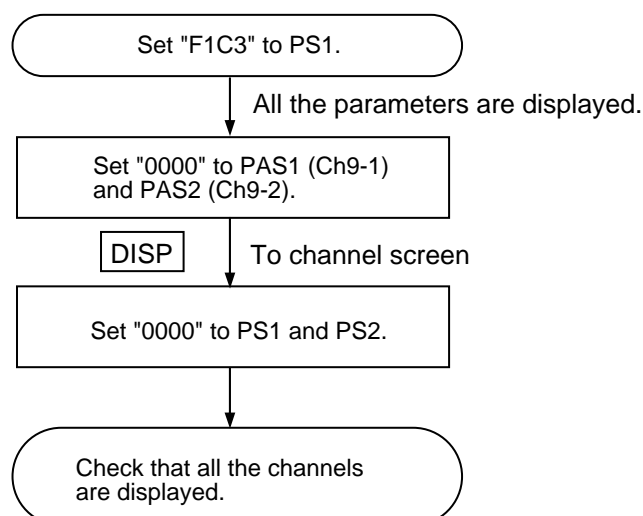 Set "F1C3" to PS1.
All the parameters are displayed.
Set "0000" to PAS1 (Ch9-1)
and PAS2 (Ch9-2).
DISP
To channel screen
Set "0000" to PS1 and PS2.
Check that all the channels
are displayed.